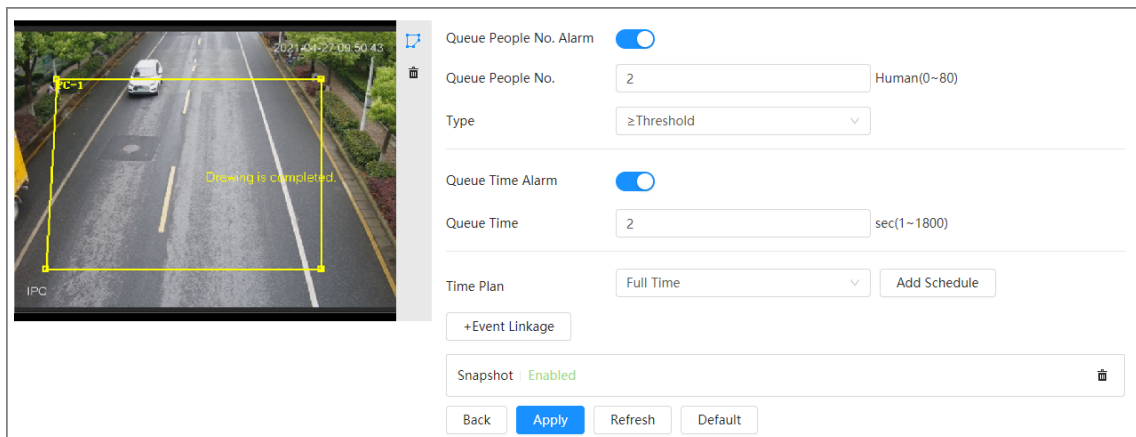 2021-04-27 09:50:43
PC-1
Drewing is completed.
IPC
Queue People No. Alarm
Queue People No. 2 Human(0~80)
Type ≥Threshold
Queue Time Alarm
Queue Time 2 sec(1~1800)
Time Plan Full Time Add Schedule
+Event Linkage
Snapshot Enabled
Back Apply Refresh Default